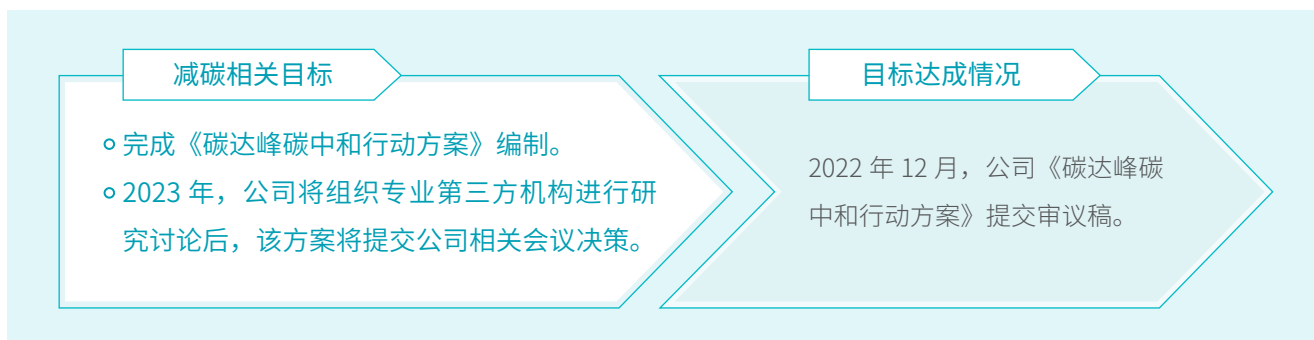 减碳相关目标
完成《碳达峰碳中和行动方案》编制。
2023 年，公司将组织专业第三方机构进行研
究讨论后，该方案将提交公司相关会议决策。
目标达成情况
2022 年 12 月，公司《碳达峰碳
中和行动方案》提交审议稿。